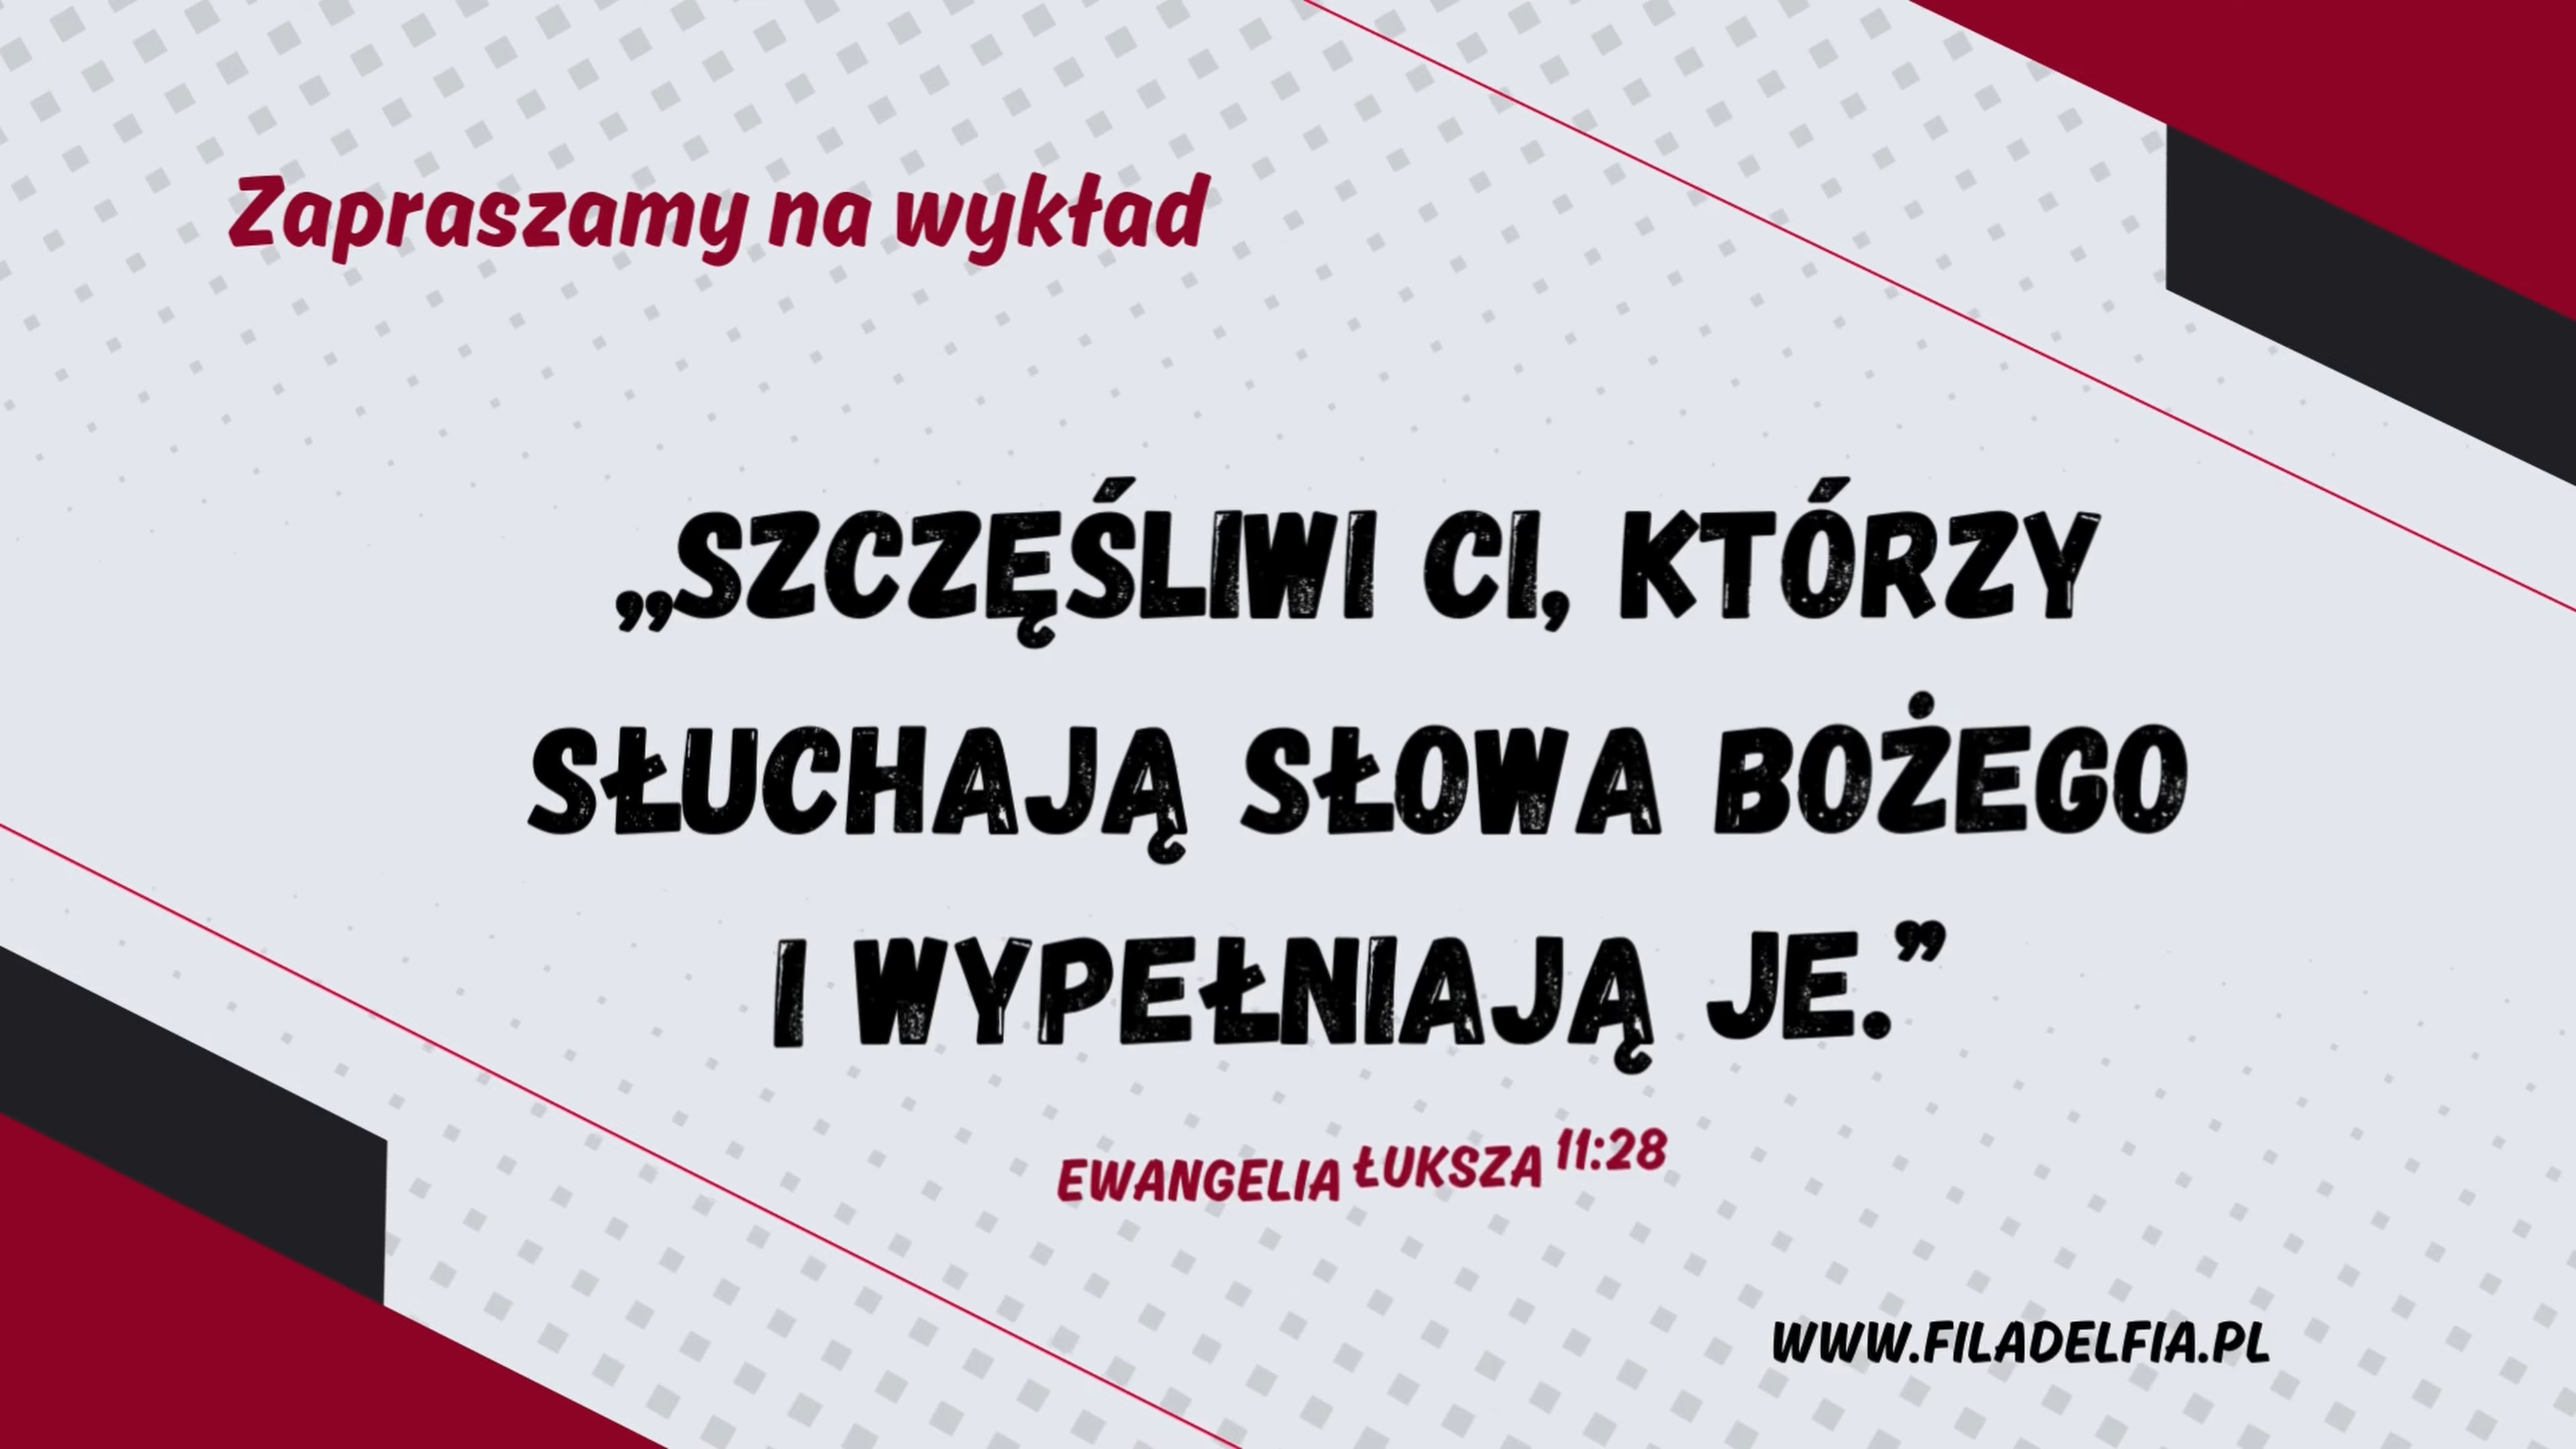 Zapraszamy na wykład
„SZCZĘŚLIWI CI, KTÓRZY
SŁUCHAJĄ SŁOWA BOŻEGO
I WYPEŁNIAJĄ JE.”
EWANGELIA ŁUKSZA 11:28
WWW.FILADELFIA.PL